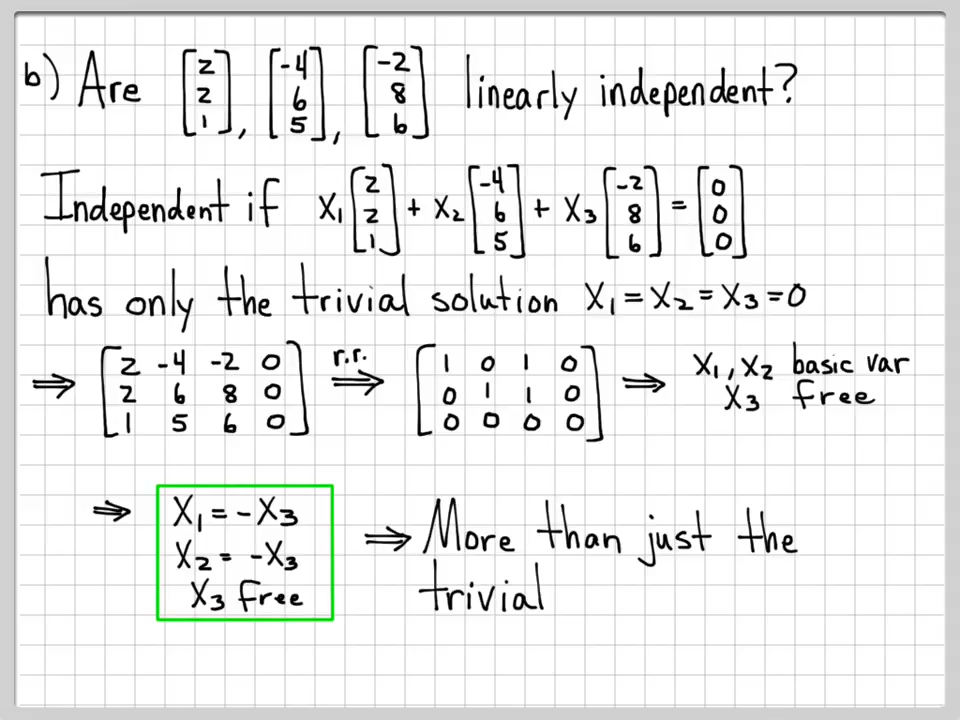 b) Are [2 2 1], [-4 6 5], [-2 8 6] linearly independent?
Independent if x₁ [2 2 1] + x₂ [-4 6 5] + x₃ [-2 8 6] = [0 0 0]
has only the trivial solution x₁ = x₂ = x₃ = 0
⇒ [2 -4 -2 0 r.r. [1 0 1 0 x₁, x₂ basic var
2 6 8 0 ⇒ 0 1 1 0 ⇒ x₃ free
1 5 6 0] 0 0 0 0]
⇒ x₁ = -x₃
x₂ = -x₃ ⇒ More than just the
x₃ free trivial